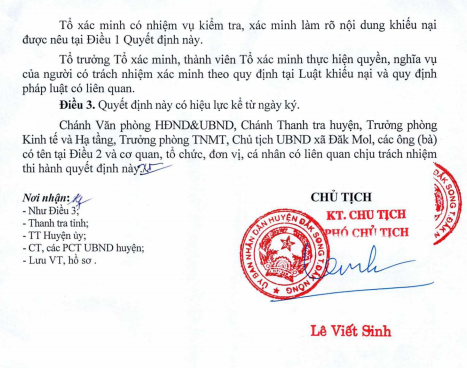 Tổ xác minh có nhiệm vụ kiểm tra, xác minh làm rõ nội dung khiếu nại
được nêu tại Điều 1 Quyết định này.
Tổ trưởng Tổ xác minh, thành viên Tổ xác minh thực hiện quyền, nghĩa vụ
của người có trách nhiệm xác minh theo quy định tại Luật khiếu nại và quy định
pháp luật có liên quan.
Điều 3. Quyết định này có hiệu lực kể từ ngày ký.
Chánh Văn phòng HĐND&UBND, Chánh Thanh tra huyện, Trưởng phòng
Kinh tế và Hạ tầng, Trưởng phòng TNMT, Chủ tịch UBND xã Đăk Mol, các ông (bà)
có tên tại Điều 2 và cơ quan, tổ chức, đơn vị, cá nhân có liên quan chịu trách nhiệm
thi hành quyết định này./.
Nơi nhận:
- Như Điều 3;
- Thanh tra tỉnh;
- TT Huyện ủy;
- CT, các PCT UBND huyện;
- Lưu VT, hồ sơ .
CHỦ TỊCH
KT. CHỦ TỊCH
PHÓ CHỦ TỊCH
ỦY BAN NHÂN DÂN HUYỆN ĐĂK SONG T.ĐĂK NÔNG
Lê Viết Sinh